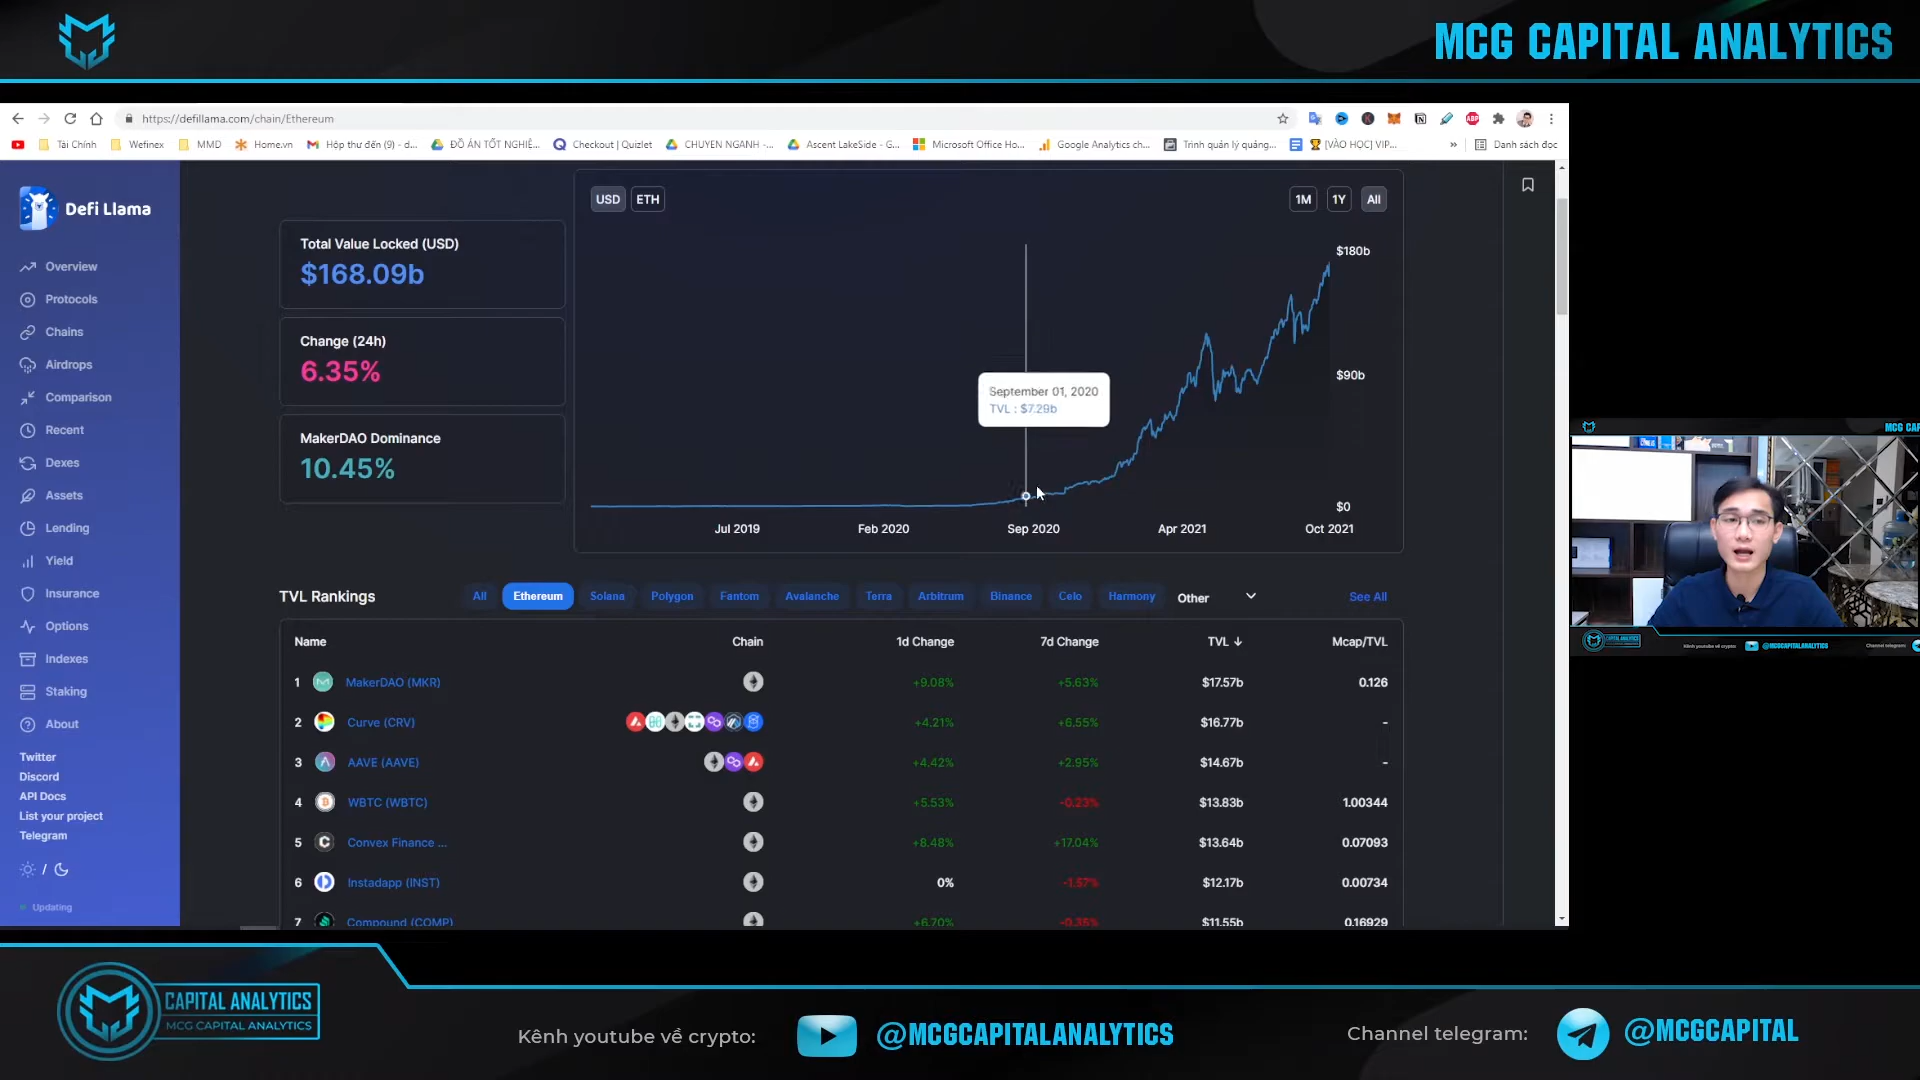 MCG CAPITAL ANALYTICS
https://defillama.com/chain/Ethereum
Tài Chính
Wefinex
MMD
Home.vn
Hộp thư đến (9) - d...
ĐỒ ÁN TỐT NGHIỆ...
Checkout | Quizlet
CHUYEN NGANH -...
Ascent LakeSide - G...
Microsoft Office Ho...
Google Analytics ch...
Trình quản lý quảng...
[VÀO HỌC] VIP...
»
Danh sách đọc
Defi Llama
Overview
Protocols
Chains
Airdrops
Comparison
Recent
Dexes
Assets
Lending
Yield
Insurance
Options
Indexes
Staking
About
Twitter
Discord
API Docs
List your project
Telegram
/
Updating
Total Value Locked (USD)
$168.09b
Change (24h)
6.35%
MakerDAO Dominance
10.45%
USD ETH
1M 1Y All
$180b
$90b
$0
September 01, 2020
TVL : $7.29b
Jul 2019 Feb 2020 Sep 2020 Apr 2021 Oct 2021
TVL Rankings
All Ethereum Solana Polygon Fantom Avalanche Terra Arbitrum Binance Celo Harmony Other See All
Name Chain 1d Change 7d Change TVL ↓ Mcap/TVL
1 MakerDAO (MKR) +9.08% +5.63% $17.57b 0.126
2 Curve (CRV) +4.21% +6.55% $16.77b -
3 AAVE (AAVE) +4.42% +2.95% $14.67b -
4 WBTC (WBTC) +5.53% -0.23% $13.83b 1.00344
5 Convex Finance ... +8.48% +17.04% $13.64b 0.07093
6 Instadapp (INST) 0% -1.57% $12.17b 0.00734
7 Compound (COMP) +6.70% -0.35% $11.55b 0.16929
MCG CAP
@MCGCAPITALANALYTICS
CAPITAL ANALYTICS
MCG CAPITAL ANALYTICS
Kênh youtube về crypto:
@MCGCAPITALANALYTICS
Channel telegram:
@MCGCAPITAL